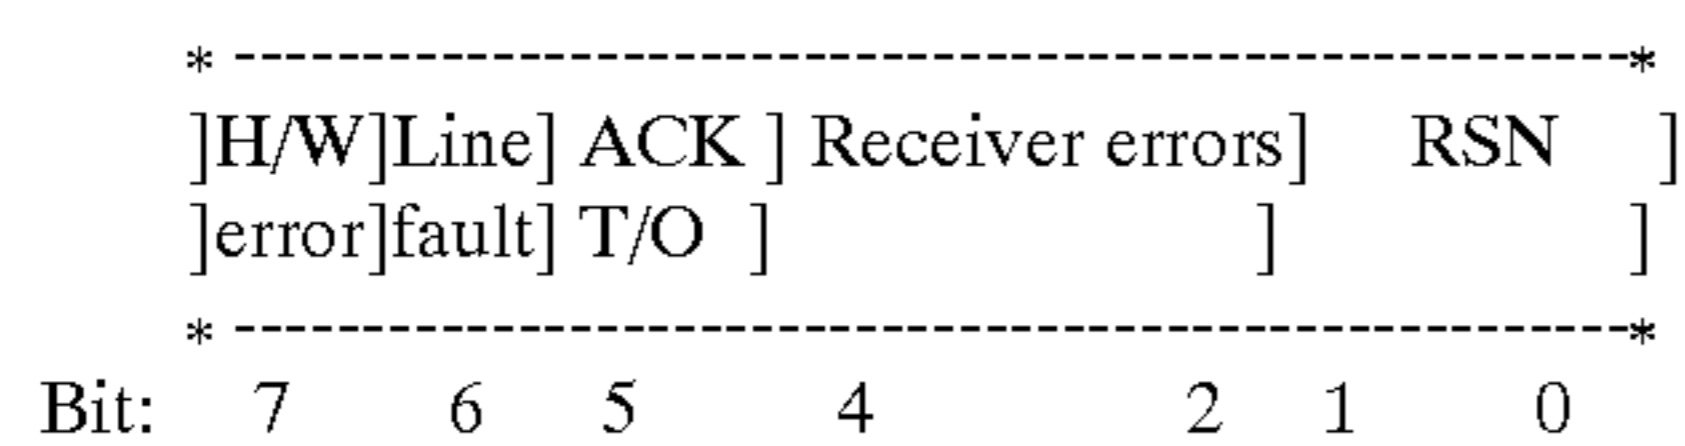 * ---------------------------------------------------------*
]H/W]Line] ACK ] Receiver errors] RSN ]
]error]fault] T/O ] ] ]
* ---------------------------------------------------------*
Bit: 7 6 5 4 2 1 0